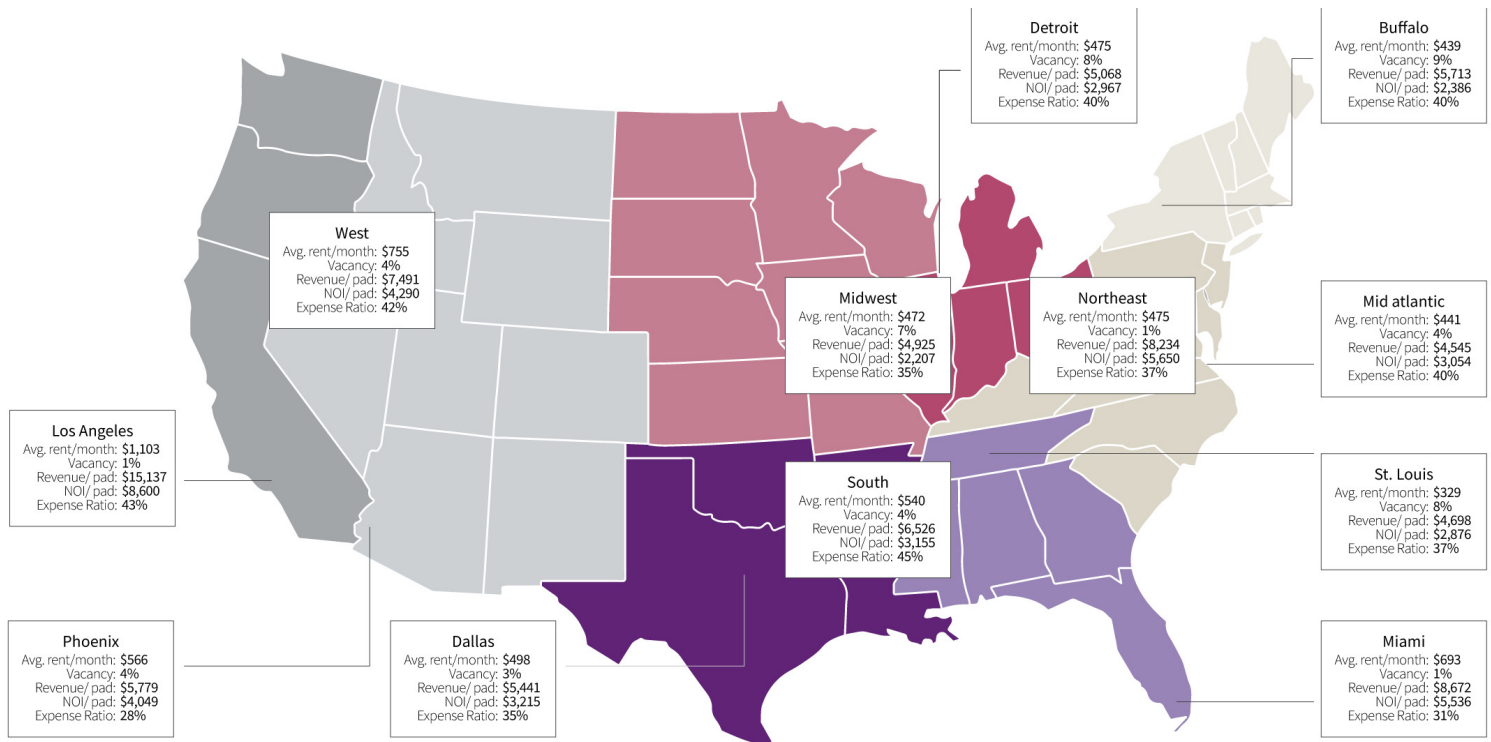 Detroit
Avg. rent/month: $475
Vacancy: 8%
Revenue/ pad: $5,068
NOI/ pad: $2,967
Expense Ratio: 40%
Buffalo
Avg. rent/month: $439
Vacancy: 9%
Revenue/ pad: $5,713
NOI/ pad: $2,386
Expense Ratio: 40%
West
Avg. rent/month: $755
Vacancy: 4%
Revenue/ pad: $7,491
NOI/ pad: $4,290
Expense Ratio: 42%
Midwest
Avg. rent/month: $472
Vacancy: 7%
Revenue/ pad: $4,925
NOI/ pad: $2,207
Expense Ratio: 35%
Northeast
Avg. rent/month: $475
Vacancy: 1%
Revenue/ pad: $8,234
NOI/ pad: $5,650
Expense Ratio: 37%
Mid atlantic
Avg. rent/month: $441
Vacancy: 4%
Revenue/ pad: $4,545
NOI/ pad: $3,054
Expense Ratio: 40%
Los Angeles
Avg. rent/month: $1,103
Vacancy: 1%
Revenue/ pad: $15,137
NOI/ pad: $8,600
Expense Ratio: 43%
South
Avg. rent/month: $540
Vacancy: 4%
Revenue/ pad: $6,526
NOI/ pad: $3,155
Expense Ratio: 45%
St. Louis
Avg. rent/month: $329
Vacancy: 8%
Revenue/ pad: $4,698
NOI/ pad: $2,876
Expense Ratio: 37%
Phoenix
Avg. rent/month: $566
Vacancy: 4%
Revenue/ pad: $5,779
NOI/ pad: $4,049
Expense Ratio: 28%
Dallas
Avg. rent/month: $498
Vacancy: 3%
Revenue/ pad: $5,441
NOI/ pad: $3,215
Expense Ratio: 35%
Miami
Avg. rent/month: $693
Vacancy: 1%
Revenue/ pad: $8,672
NOI/ pad: $5,536
Expense Ratio: 31%